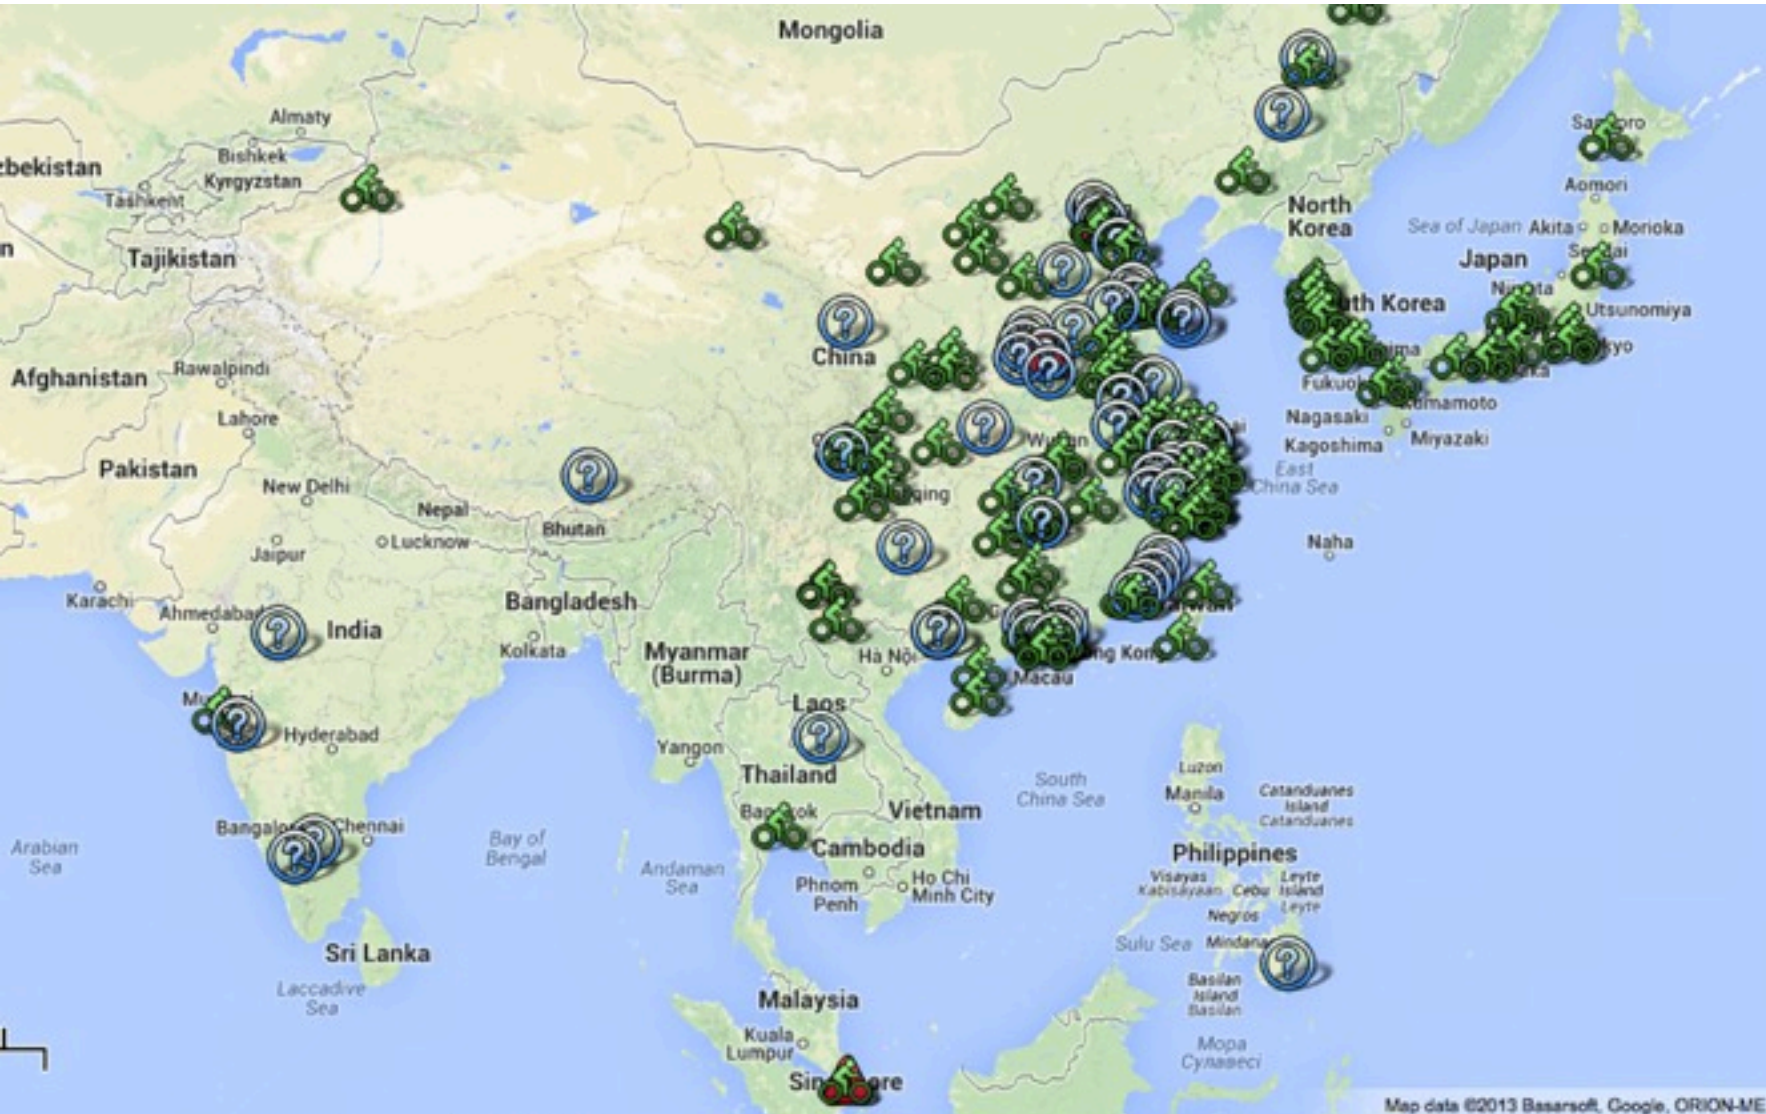 Mongolia
Almaty
Bishkek
Kyrgyzstan
Tashkent
Tajikistan
North
Korea
Sea of Japan
Aomori
Akita
Morioka
Japan
Utsunomiya
China
Afghanistan
Rawalpindi
Lahore
Pakistan
New Delhi
Nepal
Bhutan
Jaipur
Lucknow
Nagasaki
Kagoshima
Miyazaki
East
China Sea
Naha
Karachi
Ahmedabad
India
Bangladesh
Kolkata
Myanmar
(Burma)
Hà Nội
Macau
Laos
Hyderabad
Yangon
Thailand
Vietnam
South
China Sea
Luzon
Manila
Catanduanes
Island
Catanduanes
Chennai
Arabian
Sea
Bay of
Bengal
Andaman
Sea
Cambodia
Phnom
Penh
Ho Chi
Minh City
Philippines
Visayas
Kabisayaan
Cebu
Leyte
Island
Leyte
Negros
Sulu Sea
Sri Lanka
Laccadive
Sea
Basilan
Island
Basilan
Malaysia
Kuala
Lumpur
Мора
Сулавесі
Map data ©2013 Basarsoft, Google, ORION-ME